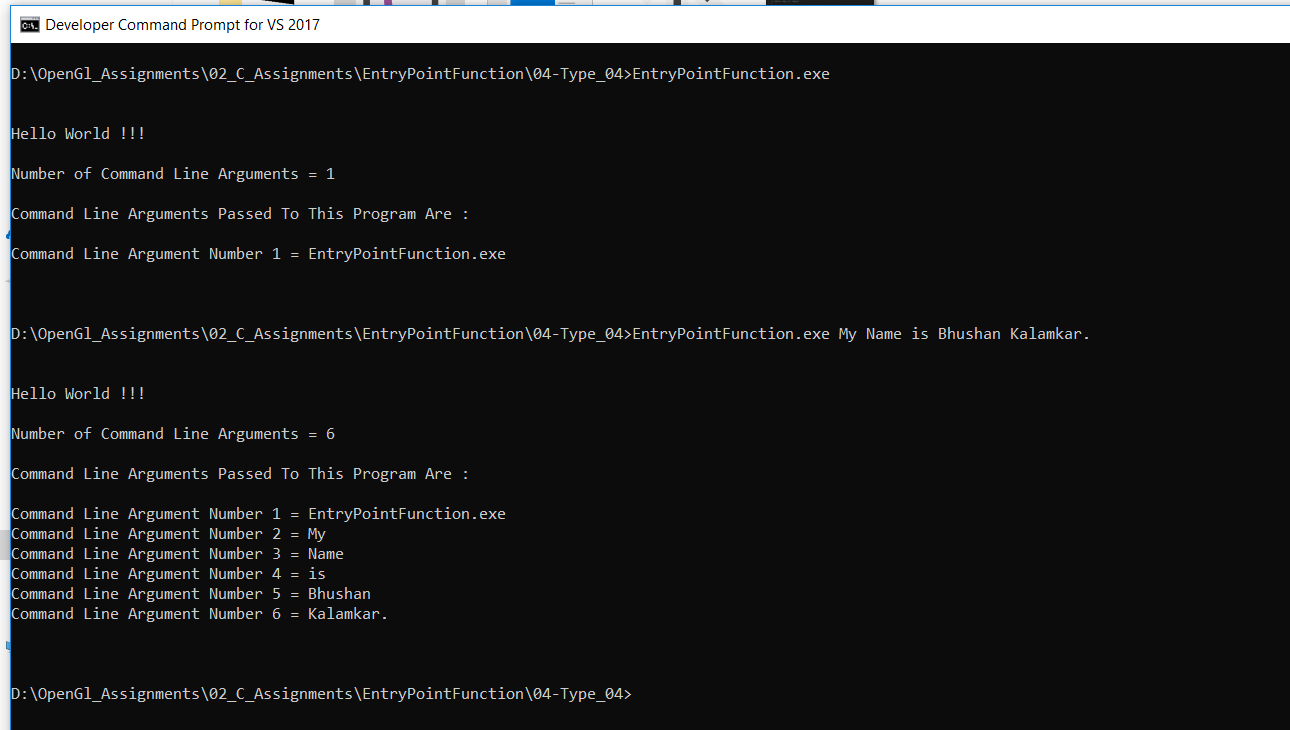 Developer Command Prompt for VS 2017
D:\OpenGl_Assignments\02_C_Assignments\EntryPointFunction\04-Type_04>EntryPointFunction.exe
Hello World !!!
Number of Command Line Arguments = 1
Command Line Arguments Passed To This Program Are :
Command Line Argument Number 1 = EntryPointFunction.exe
D:\OpenGl_Assignments\02_C_Assignments\EntryPointFunction\04-Type_04>EntryPointFunction.exe My Name is Bhushan Kalamkar.
Hello World !!!
Number of Command Line Arguments = 6
Command Line Arguments Passed To This Program Are :
Command Line Argument Number 1 = EntryPointFunction.exe
Command Line Argument Number 2 = My
Command Line Argument Number 3 = Name
Command Line Argument Number 4 = is
Command Line Argument Number 5 = Bhushan
Command Line Argument Number 6 = Kalamkar.
D:\OpenGl_Assignments\02_C_Assignments\EntryPointFunction\04-Type_04>